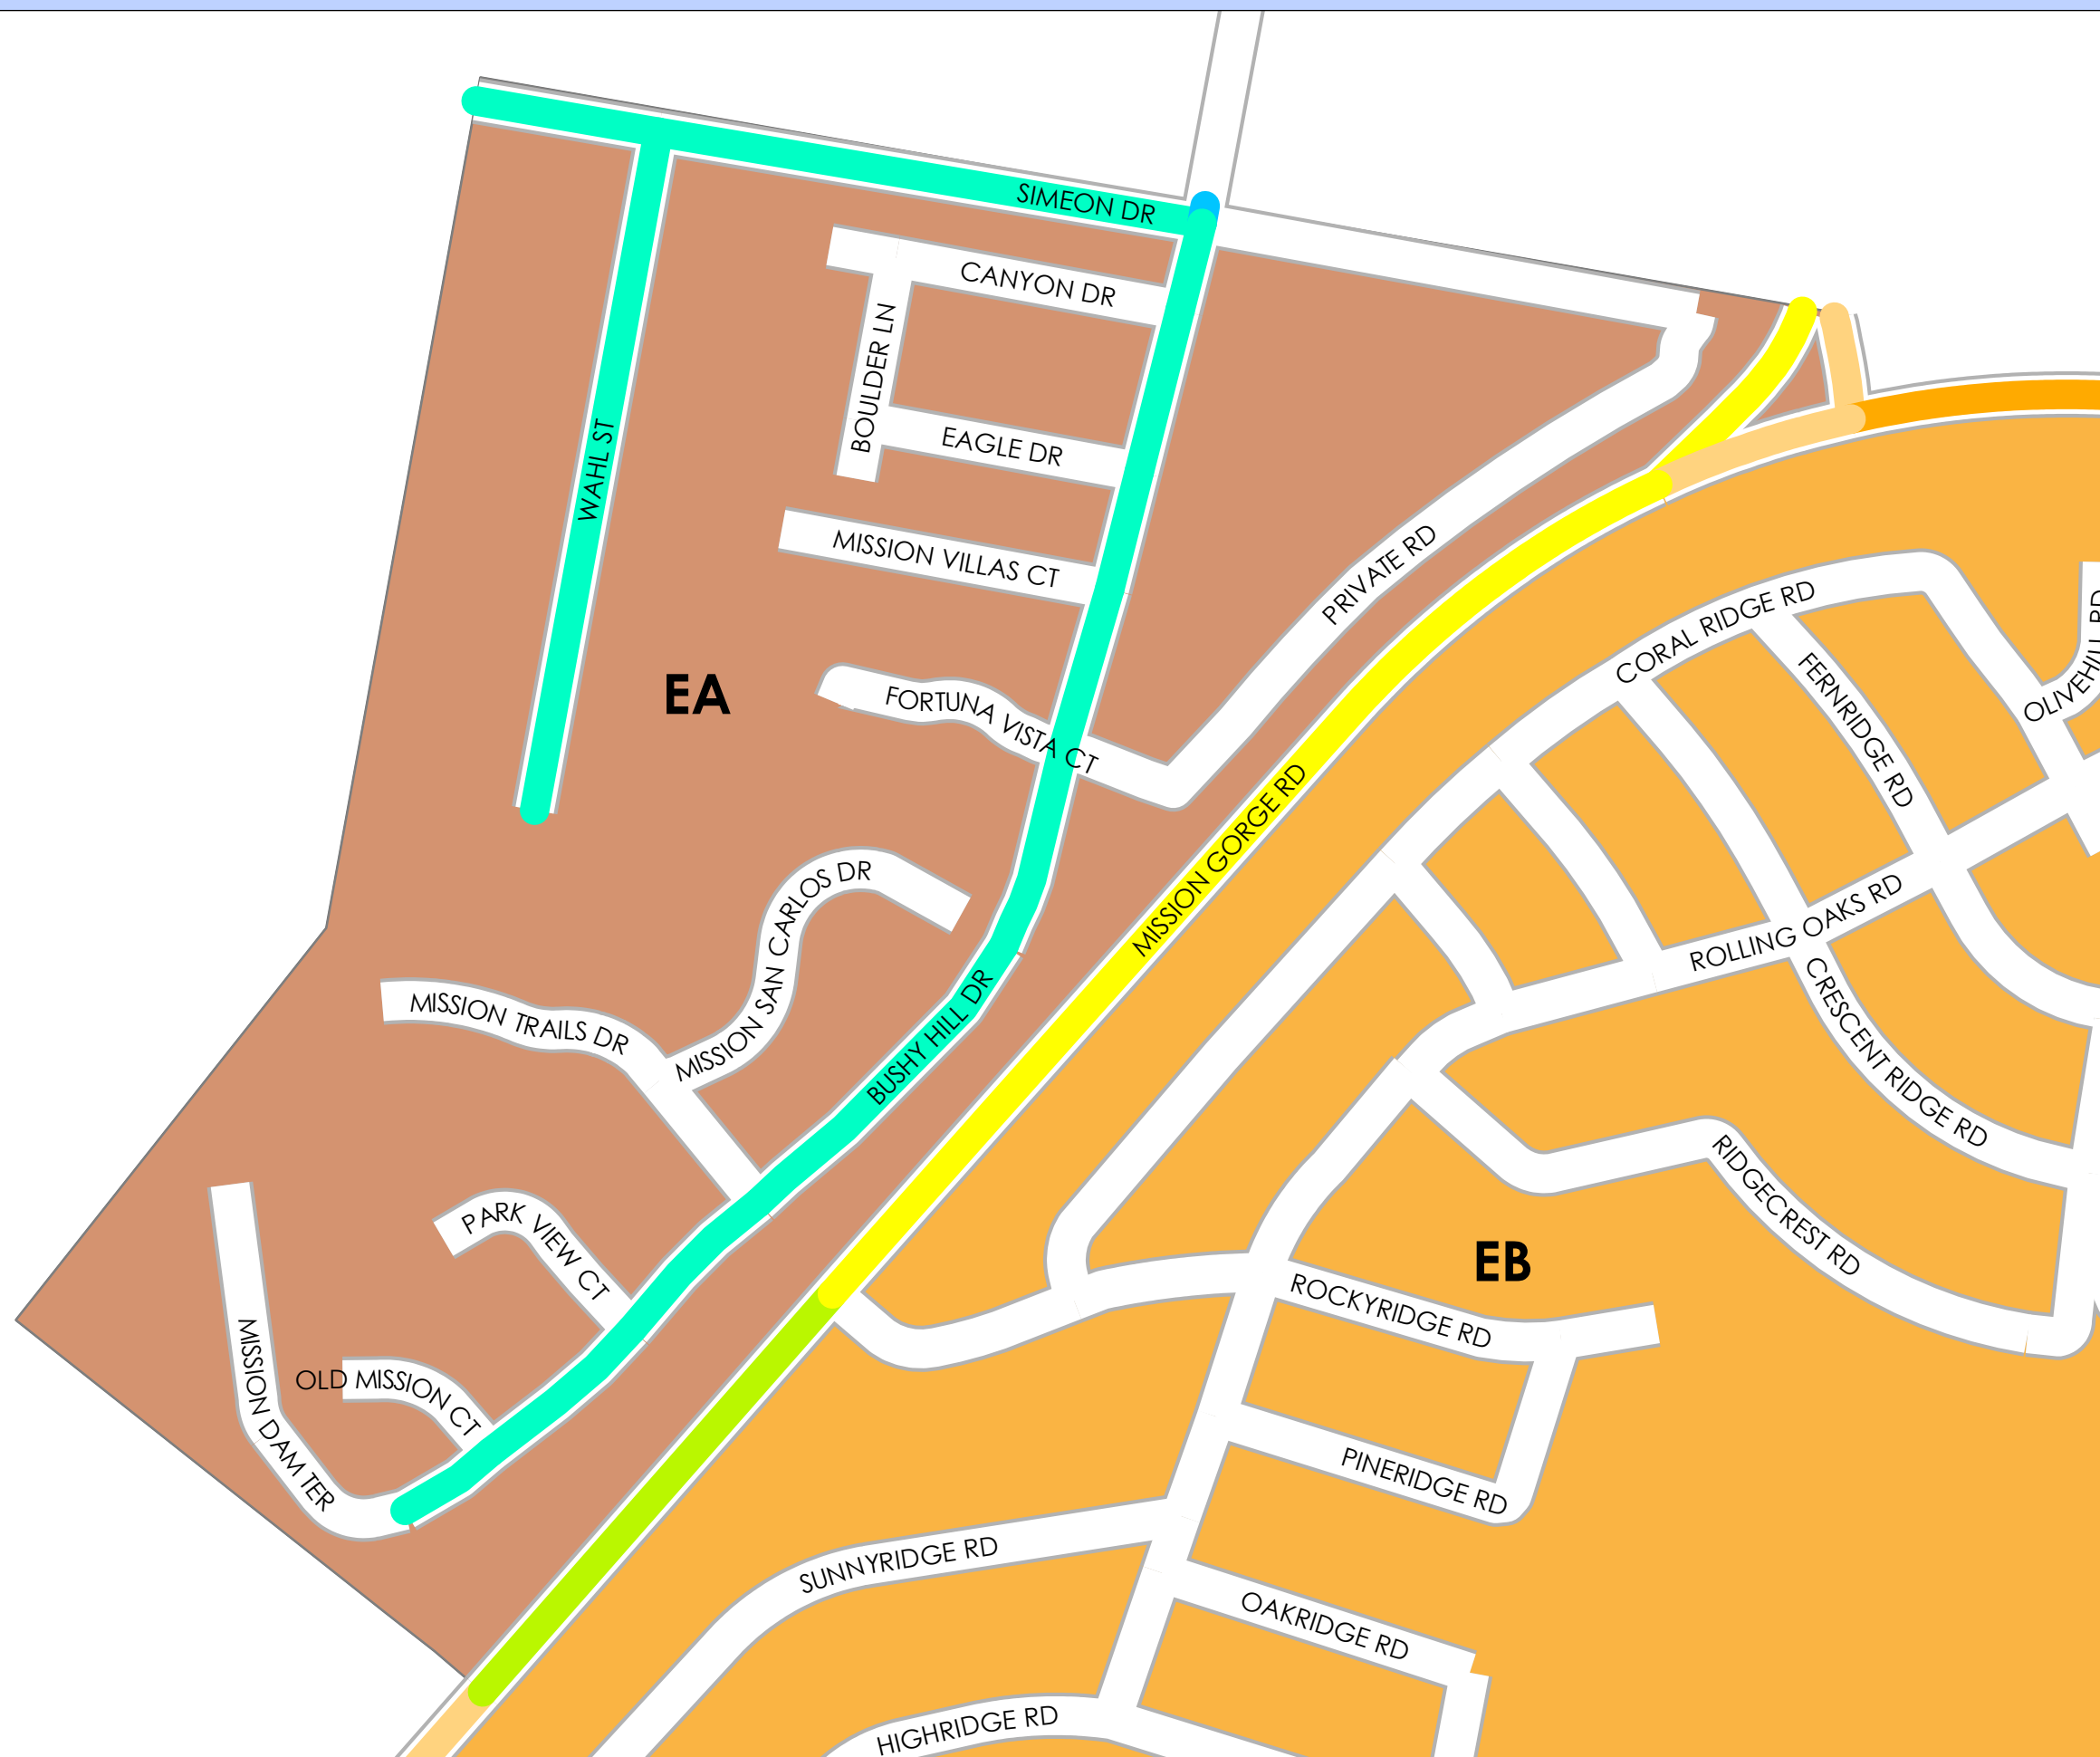 SIMEON DR
CANYON DR
BOULDER LN
EAGLE DR
WAHL ST
MISSION VILLAS CT
PRIVATE RD
CORAL RIDGE RD
FERNRIDGE RD
OLIVEHILL RD
EA
FORTUNA VISTA CT
MISSION GORGE RD
MISSION SAN CARLOS DR
ROLLING OAKS RD
MISSION TRAILS DR
BUSHY HILL DR
CRESCENT RIDGE RD
RIDGECREST RD
PARK VIEW CT
EB
ROCKYRIDGE RD
MISSION DAM TER
OLD MISSION CT
PINERIDGE RD
SUNNYRIDGE RD
OAKRIDGE RD
HIGHRIDGE RD